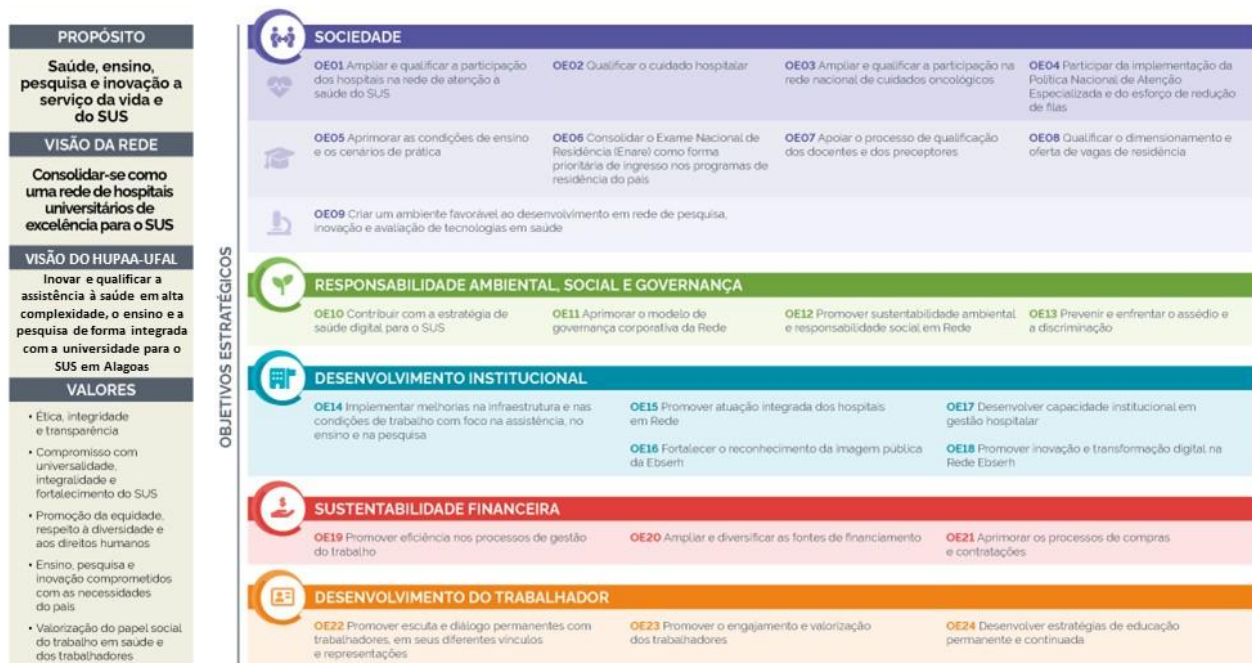 PROPÓSITO
Saúde, ensino,
pesquisa e inovação a
serviço da vida e
do SUS
VISÃO DA REDE
Consolidar-se como
uma rede de hospitais
universitários de
excelência para o SUS
VISÃO DO HUPAA-UFAL
Inovar e qualificar a
assistência à saúde em alta
complexidade, o ensino e a
pesquisa de forma integrada
com a universidade para o
SUS em Alagoas
VALORES
• Ética, integridade
e transparência
• Compromisso com
universalidade,
integralidade e
fortalecimento do SUS
• Promoção da equidade,
respeito à diversidade e
aos direitos humanos
• Ensino, pesquisa e
inovação comprometidos
com as necessidades
do país
• Valorização do papel social
do trabalho em saúde e
dos trabalhadores
OBJETIVOS ESTRATÉGICOS
SOCIEDADE
OE01 Ampliar e qualificar a participação
dos hospitais na rede de atenção à
saúde do SUS
OE02 Qualificar o cuidado hospitalar
OE03 Ampliar e qualificar a participação na
rede nacional de cuidados oncológicos
OE04 Participar da implementação da
Política Nacional de Atenção
Especializada e do esforço de redução
de filas
OE05 Aprimorar as condições de ensino
e os cenários de prática
OE06 Consolidar o Exame Nacional de
Residência (Enare) como forma
prioritária de ingresso nos programas de
residência do país
OE07 Apoiar o processo de qualificação
dos docentes e dos preceptores
OE08 Qualificar o dimensionamento e
oferta de vagas de residência
OE09 Criar um ambiente favorável ao desenvolvimento em rede de pesquisa,
inovação e avaliação de tecnologias em saúde
RESPONSABILIDADE AMBIENTAL, SOCIAL E GOVERNANÇA
OE10 Contribuir com a estratégia de
saúde digital para o SUS
OE11 Aprimorar o modelo de
governança corporativa da Rede
OE12 Promover sustentabilidade ambiental
e responsabilidade social em Rede
OE13 Prevenir e enfrentar o assédio e
a discriminação
DESENVOLVIMENTO INSTITUCIONAL
OE14 Implementar melhorias na infraestrutura e nas
condições de trabalho com foco na assistência, no
ensino e na pesquisa
OE15 Promover atuação integrada dos hospitais
em Rede
OE16 Fortalecer o reconhecimento da imagem pública
da Ebserh
OE17 Desenvolver capacidade institucional em
gestão hospitalar
OE18 Promover inovação e transformação digital na
Rede Ebserh
SUSTENTABILIDADE FINANCEIRA
OE19 Promover eficiência nos processos de gestão
do trabalho
OE20 Ampliar e diversificar as fontes de financiamento
OE21 Aprimorar os processos de compras
e contratações
DESENVOLVIMENTO DO TRABALHADOR
OE22 Promover escuta e diálogo permanentes com
trabalhadores, em seus diferentes vínculos
e representações
OE23 Promover o engajamento e valorização
dos trabalhadores
OE24 Desenvolver estratégias de educação
permanente e continuada